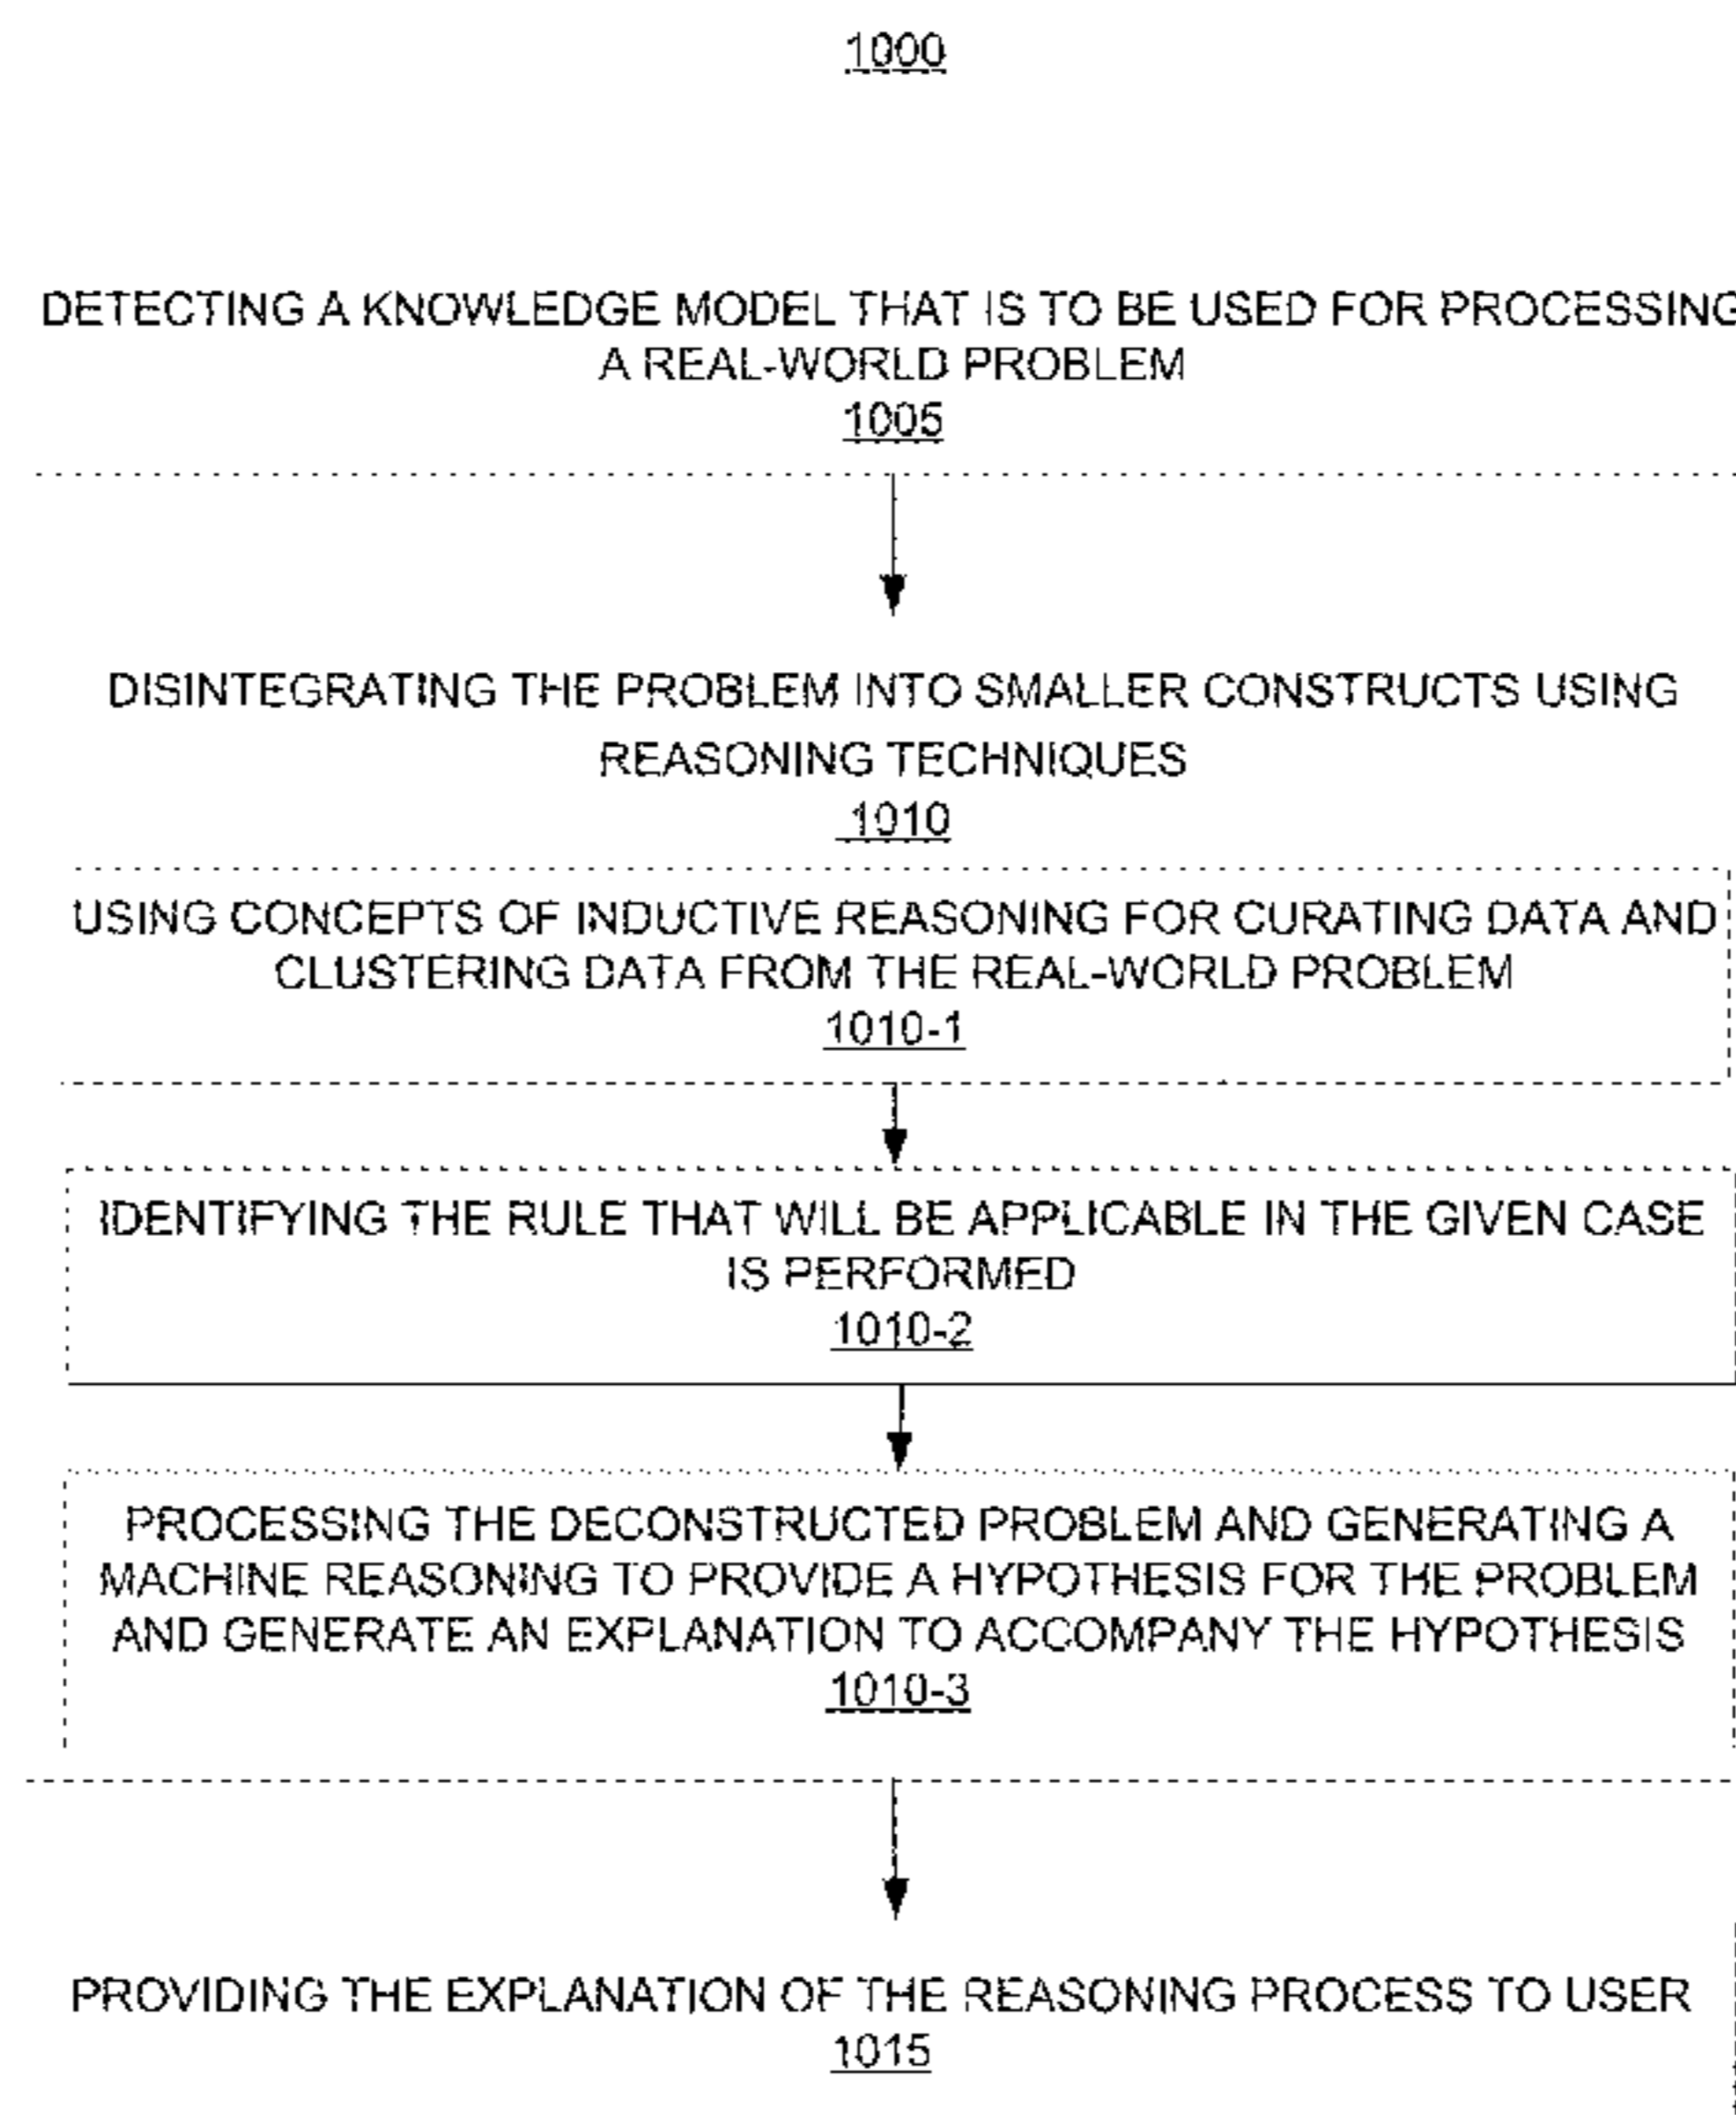 1000
DETECTING A KNOWLEDGE MODEL THAT IS TO BE USED FOR PROCESSING
A REAL-WORLD PROBLEM
1005
DISINTEGRATING THE PROBLEM INTO SMALLER CONSTRUCTS USING
REASONING TECHNIQUES
1010
USING CONCEPTS OF INDUCTIVE REASONING FOR CURATING DATA AND
CLUSTERING DATA FROM THE REAL-WORLD PROBLEM
1010-1
IDENTIFYING THE RULE THAT WILL BE APPLICABLE IN THE GIVEN CASE
IS PERFORMED
1010-2
PROCESSING THE DECONSTRUCTED PROBLEM AND GENERATING A
MACHINE REASONING TO PROVIDE A HYPOTHESIS FOR THE PROBLEM
AND GENERATE AN EXPLANATION TO ACCOMPANY THE HYPOTHESIS
1010-3
PROVIDING THE EXPLANATION OF THE REASONING PROCESS TO USER
1015